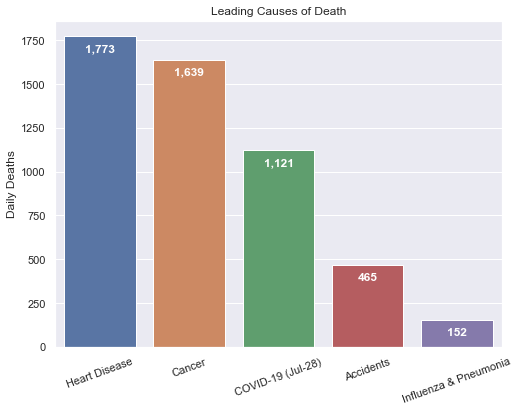 Leading Causes of Death
Daily Deaths
1750
1500
1250
1000
750
500
250
0
1,773
1,639
1,121
465
152
Heart Disease
Cancer
COVID-19 (Jul-28)
Accidents
Influenza & Pneumonia